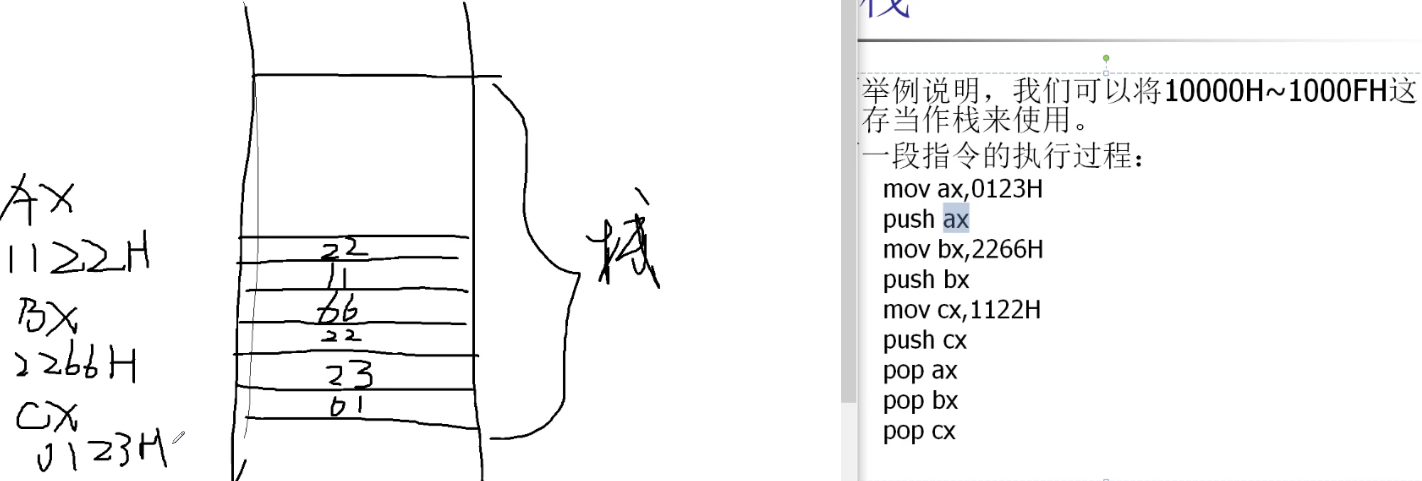 AX
1122H
BX
2266H
CX
0123H
22
11
66
22
23
01
栈
举例说明，我们可以将10000H~1000FH这
存当作栈来使用。
一段指令的执行过程：
mov ax,0123H
push ax
mov bx,2266H
push bx
mov cx,1122H
push cx
pop ax
pop bx
pop cx